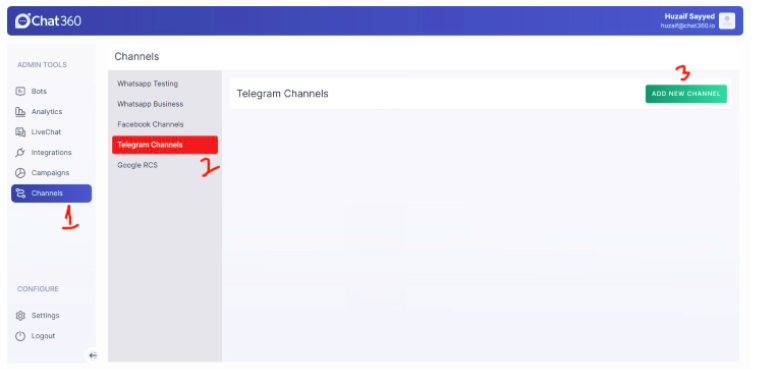 Chat360
Huzaif Sayyed
huzaif@chat360.io
ADMIN TOOLS
Bots
Analytics
LiveChat
Integrations
Campaigns
Channels
1
CONFIGURE
Settings
Logout
Channels
Whatsapp Testing
Whatsapp Business
Facebook Channels
Telegram Channels
Google RCS
2
Telegram Channels
3
ADD NEW CHANNEL